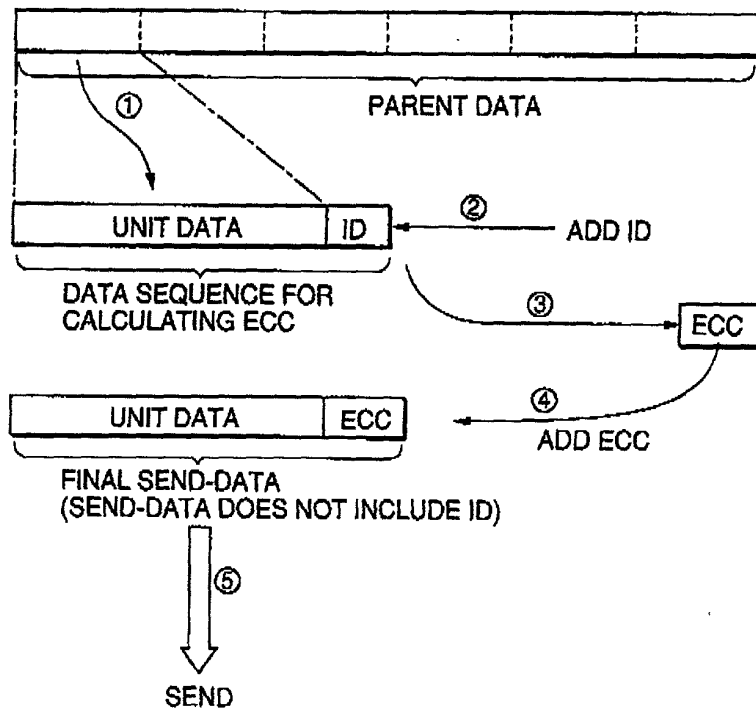 PARENT DATA
①
UNIT DATA
ID
②
ADD ID
DATA SEQUENCE FOR
CALCULATING ECC
③
ECC
UNIT DATA
ECC
④
ADD ECC
FINAL SEND-DATA
(SEND-DATA DOES NOT INCLUDE ID)
⑤
SEND